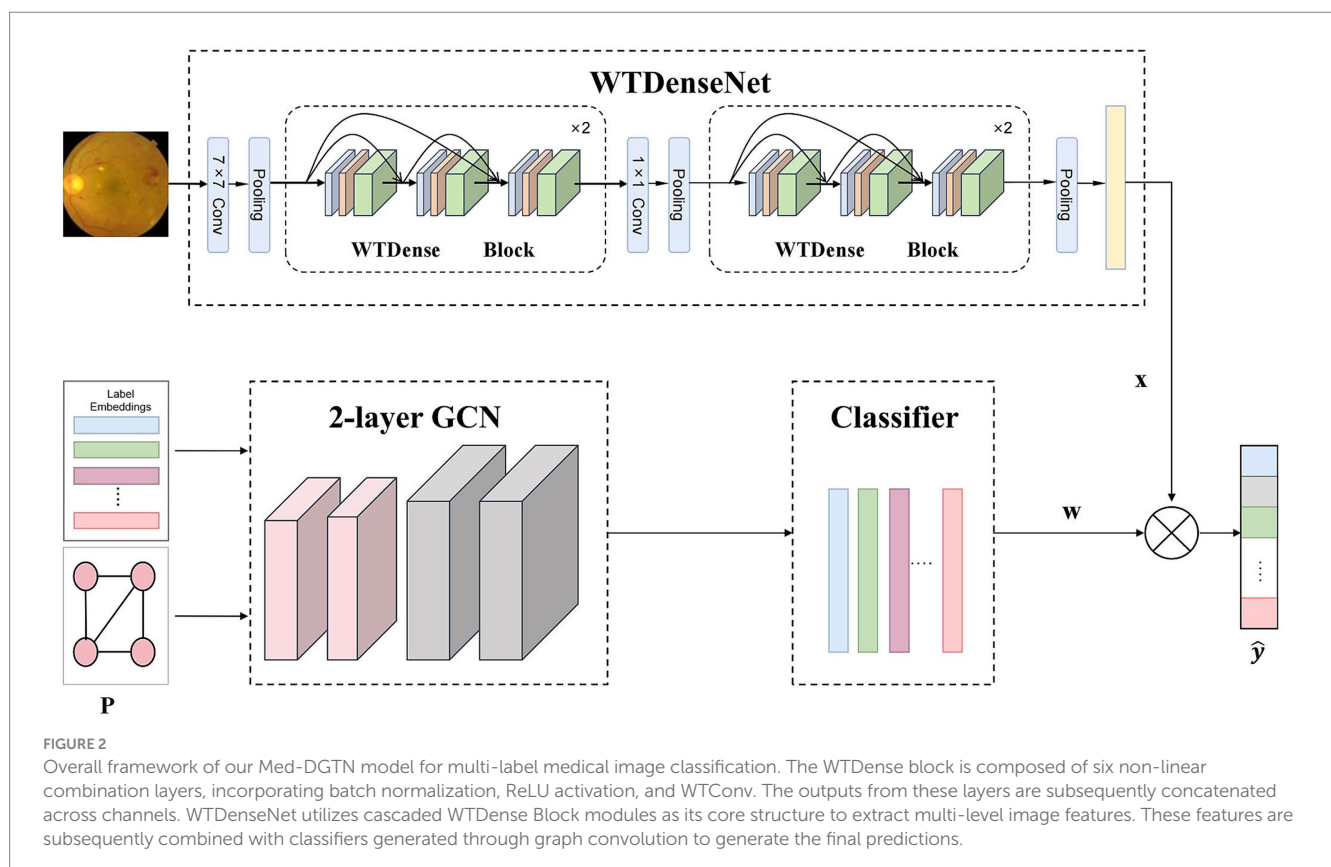 WTDenseNet
7×7 Conv
Pooling
×2
WTDense Block
1×1 Conv
Pooling
×2
WTDense Block
Pooling
x
Label
Embeddings
2-layer GCN
Classifier
w
ŷ
P
FIGURE 2
Overall framework of our Med-DGTN model for multi-label medical image classification. The WTDense block is composed of six non-linear
combination layers, incorporating batch normalization, ReLU activation, and WTConv. The outputs from these layers are subsequently concatenated
across channels. WTDenseNet utilizes cascaded WTDense Block modules as its core structure to extract multi-level image features. These features are
subsequently combined with classifiers generated through graph convolution to generate the final predictions.